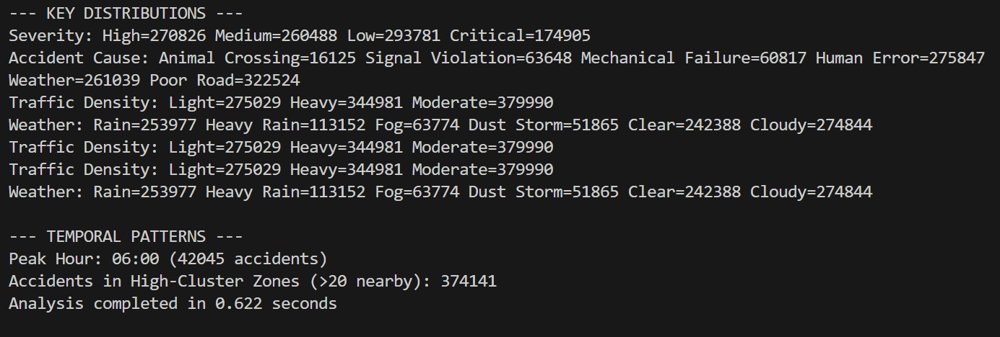 --- KEY DISTRIBUTIONS ---
Severity: High=270826 Medium=260488 Low=293781 Critical=174905
Accident Cause: Animal Crossing=16125 Signal Violation=63648 Mechanical Failure=60817 Human Error=275847
Weather=261039 Poor Road=322524
Traffic Density: Light=275029 Heavy=344981 Moderate=379990
Weather: Rain=253977 Heavy Rain=113152 Fog=63774 Dust Storm=51865 Clear=242388 Cloudy=274844
Traffic Density: Light=275029 Heavy=344981 Moderate=379990
Traffic Density: Light=275029 Heavy=344981 Moderate=379990
Weather: Rain=253977 Heavy Rain=113152 Fog=63774 Dust Storm=51865 Clear=242388 Cloudy=274844
--- TEMPORAL PATTERNS ---
Peak Hour: 06:00 (42045 accidents)
Accidents in High-Cluster Zones (>20 nearby): 374141
Analysis completed in 0.622 seconds